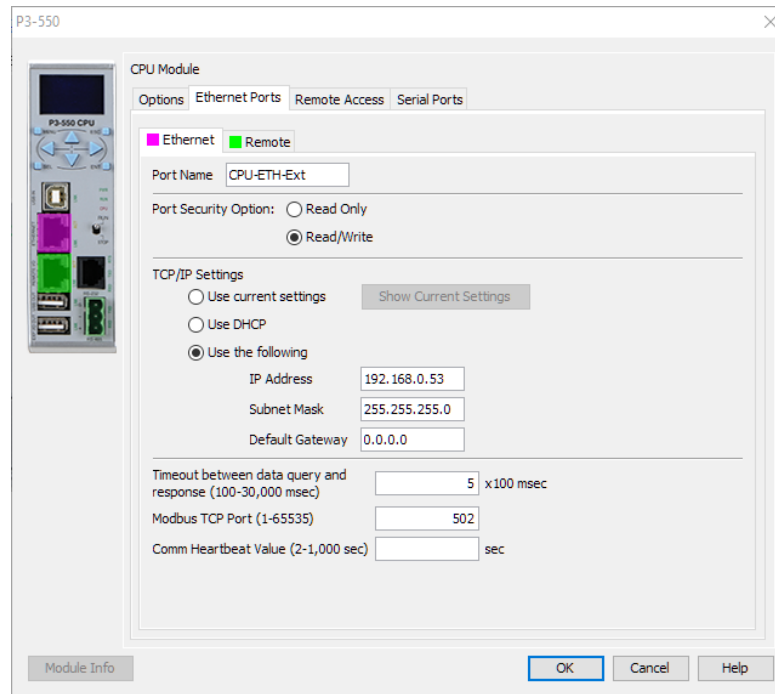 P3-550
CPU Module
Options Ethernet Ports Remote Access Serial Ports
P3-550 CPU
Ethernet Remote
Port Name CPU-ETH-Ext
Port Security Option: Read Only
Read/Write
TCP/IP Settings
Use current settings Show Current Settings
Use DHCP
Use the following
IP Address 192.168.0.53
Subnet Mask 255.255.255.0
Default Gateway 0.0.0.0
Timeout between data query and
response (100-30,000 msec) 5 x100 msec
Modbus TCP Port (1-65535) 502
Comm Heartbeat Value (2-1,000 sec) sec
RUN
STOP
Module Info OK Cancel Help